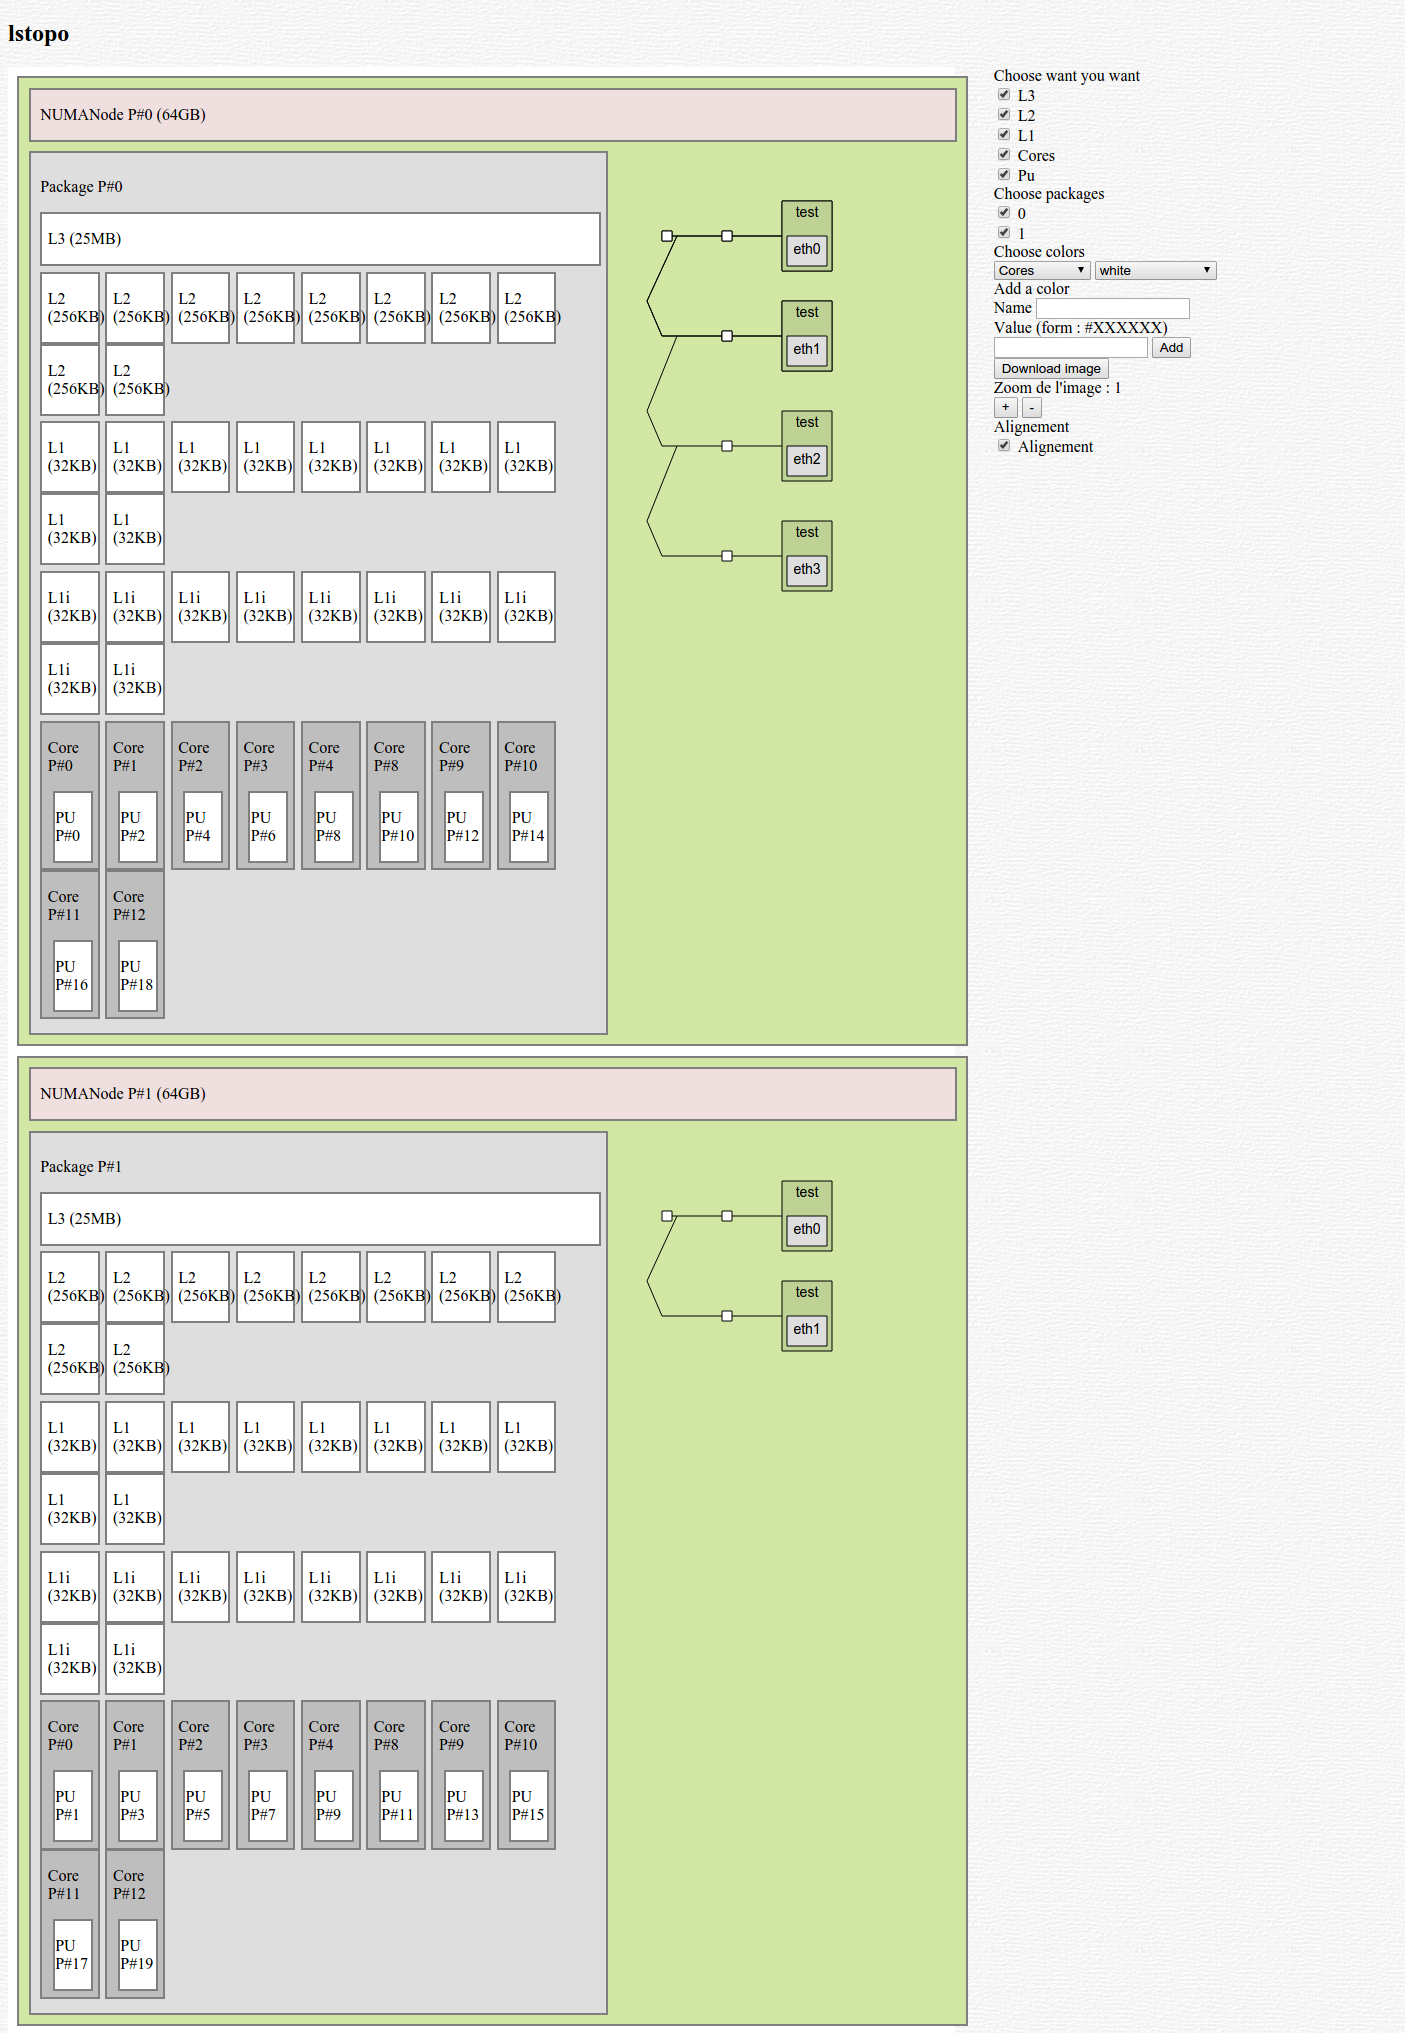 lstopo
NUMANode P#0 (64GB)
Package P#0
L3 (25MB)
L2 L2 L2 L2 L2 L2 L2 L2
(256KB) (256KB) (256KB) (256KB) (256KB) (256KB) (256KB) (256KB)
L2 L2
(256KB) (256KB)
L1 L1 L1 L1 L1 L1 L1 L1
(32KB) (32KB) (32KB) (32KB) (32KB) (32KB) (32KB) (32KB)
L1 L1
(32KB) (32KB)
L1i L1i L1i L1i L1i L1i L1i L1i
(32KB) (32KB) (32KB) (32KB) (32KB) (32KB) (32KB) (32KB)
L1i L1i
(32KB) (32KB)
Core Core Core Core Core Core Core Core
P#0 P#1 P#2 P#3 P#4 P#8 P#9 P#10
PU PU PU PU PU PU PU PU
P#0 P#2 P#4 P#6 P#8 P#10 P#12 P#14
Core Core
P#11 P#12
PU PU
P#16 P#18
test
eth0
test
eth1
test
eth2
test
eth3
NUMANode P#1 (64GB)
Package P#1
L3 (25MB)
L2 L2 L2 L2 L2 L2 L2 L2
(256KB) (256KB) (256KB) (256KB) (256KB) (256KB) (256KB) (256KB)
L2 L2
(256KB) (256KB)
L1 L1 L1 L1 L1 L1 L1 L1
(32KB) (32KB) (32KB) (32KB) (32KB) (32KB) (32KB) (32KB)
L1 L1
(32KB) (32KB)
L1i L1i L1i L1i L1i L1i L1i L1i
(32KB) (32KB) (32KB) (32KB) (32KB) (32KB) (32KB) (32KB)
L1i L1i
(32KB) (32KB)
Core Core Core Core Core Core Core Core
P#0 P#1 P#2 P#3 P#4 P#8 P#9 P#10
PU PU PU PU PU PU PU PU
P#1 P#3 P#5 P#7 P#9 P#11 P#13 P#15
Core Core
P#11 P#12
PU PU
P#17 P#19
test
eth0
test
eth1
Choose want you want
L3
L2
L1
Cores
Pu
Choose packages
0
1
Choose colors
Cores white
Add a color
Name
Value (form : #XXXXXX)
Add
Download image
Zoom de l'image : 1
+ -
Alignement
Alignement